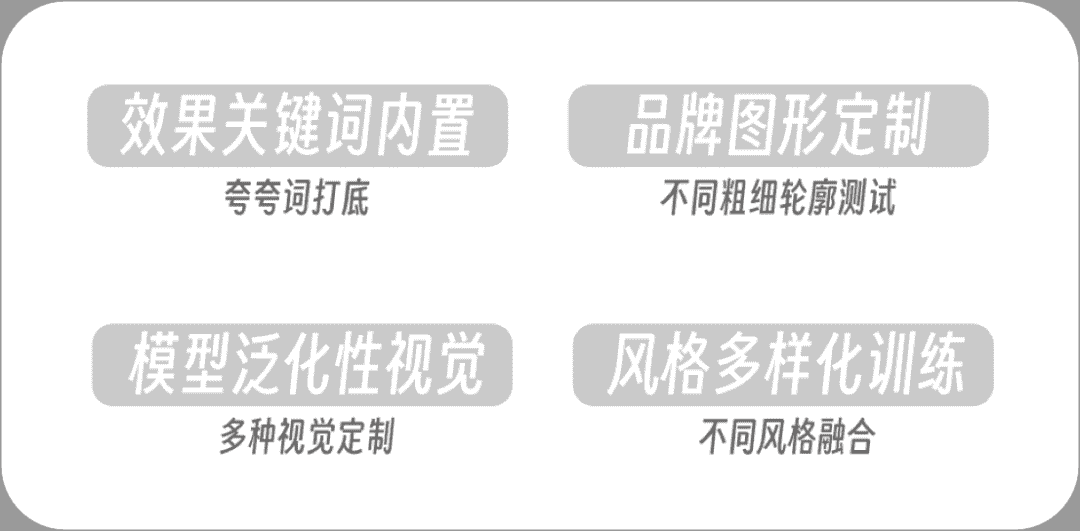 效果关键词内置
夸夸词打底
品牌图形定制
不同粗细轮廓测试
模型泛化性视觉
多种视觉定制
风格多样化训练
不同风格融合